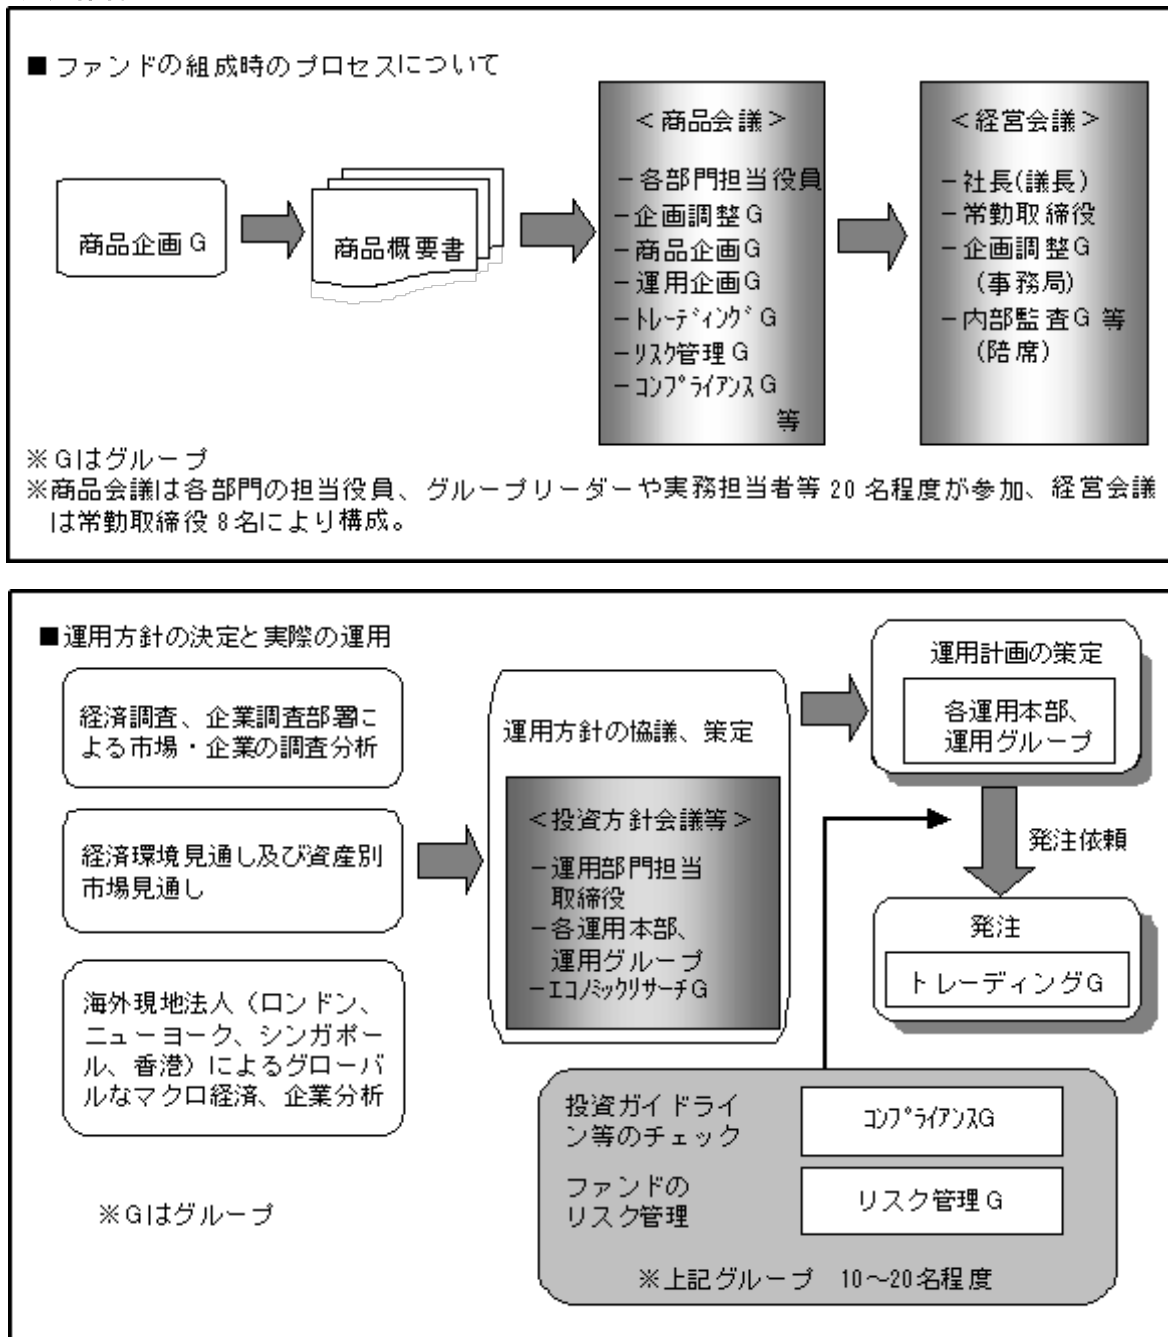 ■ファンドの組成時のプロセスについて
商品企画G
商品概要書
＜商品会議＞
－各部門担当役員
－企画調整G
－商品企画G
－運用企画G
－ﾄﾚｰﾃﾞｨﾝｸﾞG
－ﾘｽｸ管理G
－ｺﾝﾌﾟﾗｲｱﾝｽG
等
＜経営会議＞
－社長(議長)
－常勤取締役
－企画調整G
(事務局)
－内部監査G 等
(陪席)
※Gはグループ
※商品会議は各部門の担当役員、グループリーダーや実務担当者等20名程度が参加、経営会議
は常勤取締役8名により構成。
■運用方針の決定と実際の運用
経済調査、企業調査部署に
よる市場・企業の調査分析
経済環境見通し及び資産別
市場見通し
海外現地法人（ロンドン、
ニューヨーク、シンガポー
ル、香港）によるグローバ
ルなマクロ経済、企業分析
※Gはグループ
運用方針の協議、策定
＜投資方針会議等＞
－運用部門担当
取締役
－各運用本部、
運用グループ
－ｴｺﾉﾐｯｸﾘｻｰﾁG
運用計画の策定
各運用本部、
運用グループ
発注依頼
発注
トレーディングG
投資ガイドライ
ン等のチェック
ｺﾝﾌﾟﾗｲｱﾝｽG
ファンドの
リスク管理
リスク管理G
※上記グループ 10～20名程度